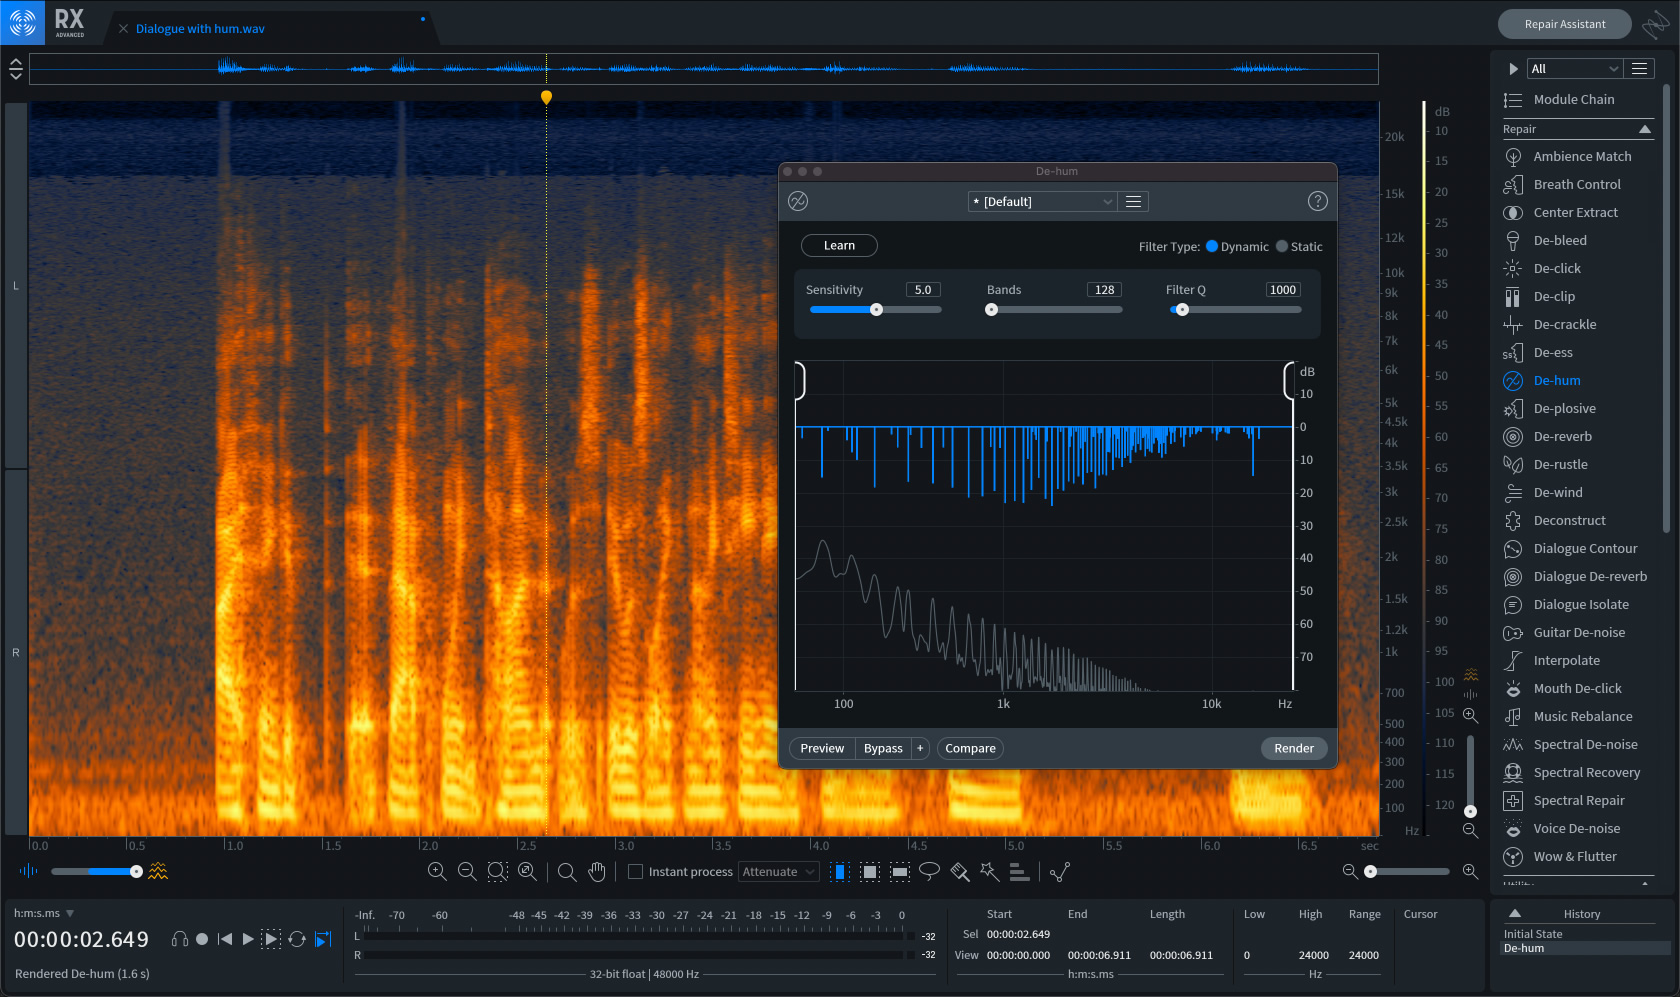 RX
ADVANCED
Dialogue with hum.wav
Repair Assistant
All
Module Chain
Repair
Ambience Match
Breath Control
Center Extract
De-bleed
De-click
De-clip
De-crackle
De-ess
De-hum
De-plosive
De-reverb
De-rustle
De-wind
Deconstruct
Dialogue Contour
Dialogue De-reverb
Dialogue Isolate
Guitar De-noise
Interpolate
Mouth De-click
Music Rebalance
Spectral De-noise
Spectral Recovery
Spectral Repair
Voice De-noise
Wow & Flutter
Utility
L
R
20k
15k
12k
10k
9k
8k
7k
6k
5k
4.5k
4k
3.5k
3k
2.5k
2k
1.5k
1.2k
1k
700
500
400
300
200
100
Hz
dB
10
15
20
25
30
35
40
45
50
55
60
65
70
75
80
85
90
95
100
105
110
115
120
De-hum
* [Default]
?
Learn
Filter Type: Dynamic Static
Sensitivity 5.0 Bands 128 Filter Q 1000
dB
10
0
10
20
30
40
50
60
70
100 1k 10k Hz
Preview Bypass + Compare Render
0.0 0.5 1.0 1.5 2.0 2.5 3.0 3.5 4.0 4.5 5.0 5.5 6.0 6.5 sec
Instant process Attenuate
h:m:s.ms
00:00:02.649
Rendered De-hum (1.6 s)
-Inf. -70 -60 -48 -45 -42 -39 -36 -33 -30 -27 -24 -21 -18 -15 -12 -9 -6 -3 0
L -32
R -32
32-bit float | 48000 Hz
Start End Length
Sel 00:00:02.649
View 00:00:00.000 00:00:06.911 00:00:06.911
h:m:s.ms
Low High Range
0 24000 24000
Hz
Cursor
History
Initial State
De-hum